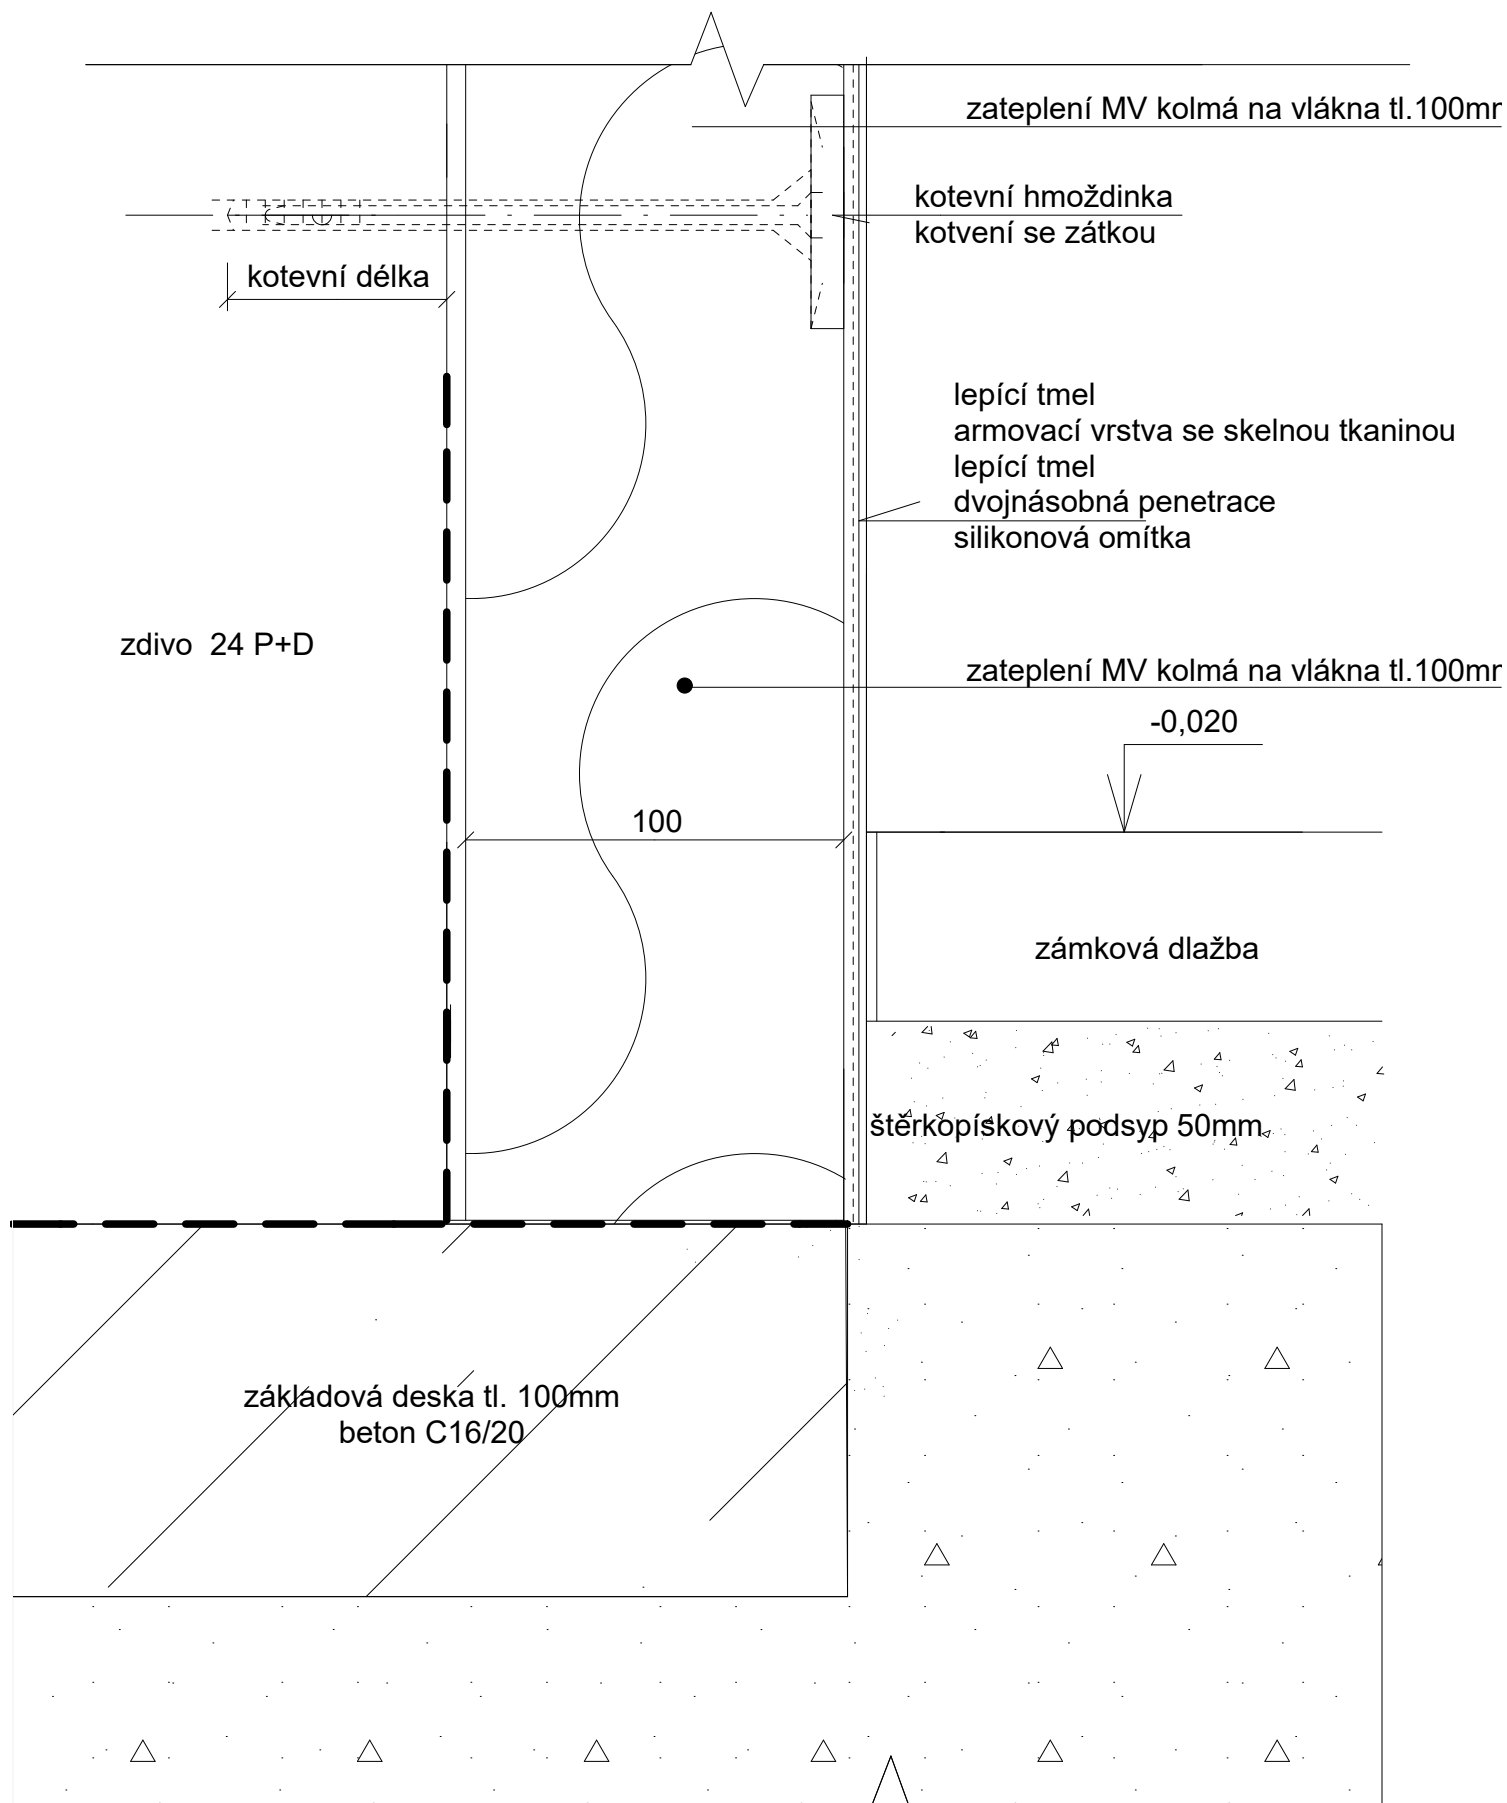 zateplení MV kolmá na vlákna tl.100m
kotevní hmoždinka
kotvení se zátkou
kotevní délka
lepící tmel
armovací vrstva se skelnou tkaninou
lepící tmel
dvojnásobná penetrace
silikonová omítka
zdivo 24 P+D
zateplení MV kolmá na vlákna tl.100m
-0,020
100
zámková dlažba
štěrkopískový podsyp 50mm
základová deska tl. 100mm
beton C16/20